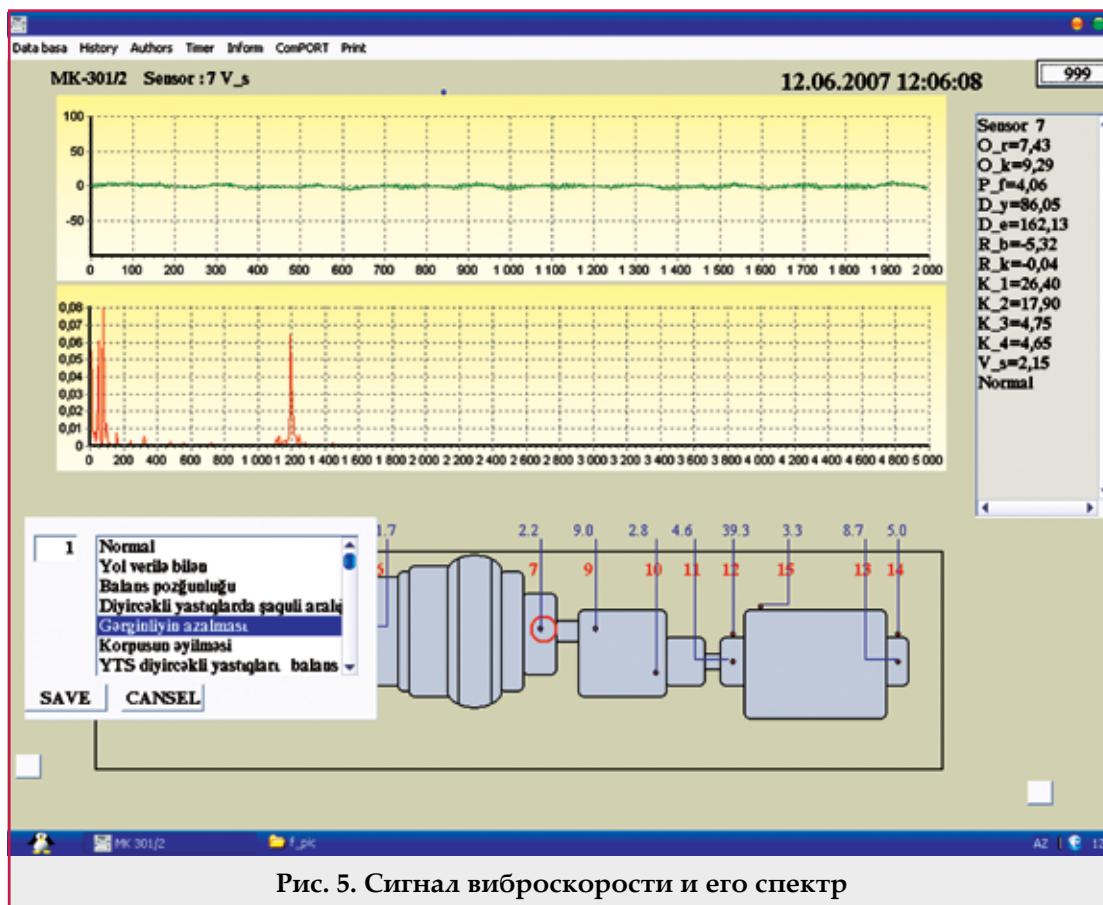 Data basa History Authors Timer Inform ComPORT Print
MK-301/2 Sensor : 7 V_s
12.06.2007 12:06:08
999
100
50
0
-50
0 100 200 300 400 500 600 700 800 900 1 000 1 100 1 200 1 300 1 400 1 500 1 600 1 700 1 800 1 900 2 000
0,08
0,07
0,06
0,05
0,04
0,03
0,02
0,01
0
0 200 400 600 800 1 000 1 200 1 400 1 600 1 800 2 000 2 200 2 400 2 600 2 800 3 000 3 200 3 400 3 600 3 800 4 000 4 200 4 400 4 600 4 800 5 000
Sensor 7
O_r=7,43
O_k=9,29
P_f=4,06
D_y=86,05
D_e=162,13
R_b=-5,32
R_k=-0,04
K_1=26,40
K_2=17,90
K_3=4,75
K_4=4,65
V_s=2,15
Normal
1.7 2.2 9.0 2.8 4.6 39.3 3.3 8.7 5.0
6 7 9 10 11 12 15 13 14
1
Normal
Yol verilə bilən
Balans pozğunluğu
Diyircəkli yastıqlarda şaquli aralı
Gərginliyin azalması
Korpusun əyilməsi
YTS diyircəkli yastıqları balans
SAVE CANSEL
MK 301/2 f_pic AZ 12
Рис. 5. Сигнал виброскорости и его спектр